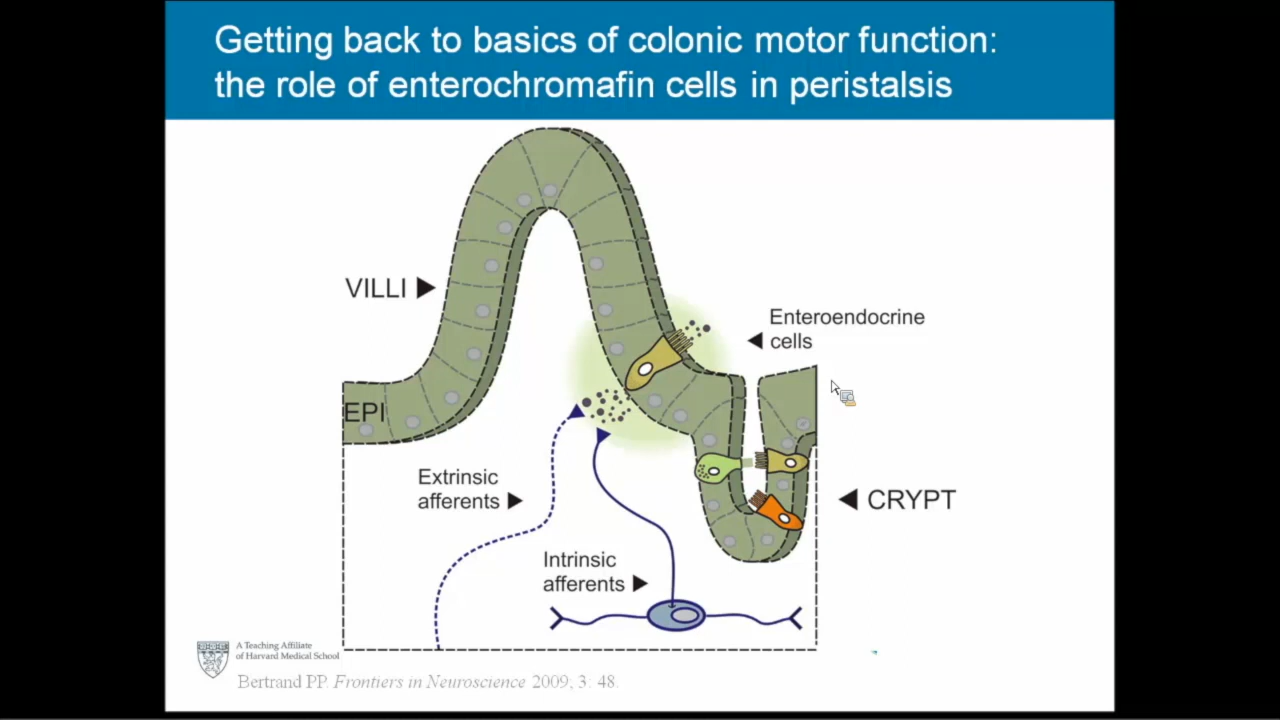 Getting back to basics of colonic motor function:
the role of enterochromafin cells in peristalsis
VILLI
Enteroendocrine
cells
EPI
Extrinsic
afferents
CRYPT
Intrinsic
afferents
A Teaching Affiliate
of Harvard Medical School
Bertrand PP. Frontiers in Neuroscience 2009, 3: 48.